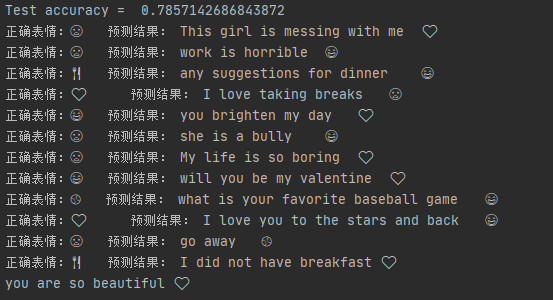 Test accuracy =  0.7857142686843872
正确表情：😞   预测结果： This girl is messing with me  ❤
正确表情：😞   预测结果： work is horrible  😄
正确表情：🍴   预测结果： any suggestions for dinner    😄
正确表情：❤     预测结果： I love taking breaks   😞
正确表情：😄   预测结果： you brighten my day   ❤
正确表情：😞   预测结果： she is a bully   😄
正确表情：😞   预测结果： My life is so boring  ❤
正确表情：😄   预测结果： will you be my valentine  ❤
正确表情：⚾   预测结果： what is your favorite baseball game   😄
正确表情：❤     预测结果： I love you to the stars and back   😄
正确表情：😞   预测结果： go away   ⚾
正确表情：🍴   预测结果： I did not have breakfast ❤
you are so beautiful ❤